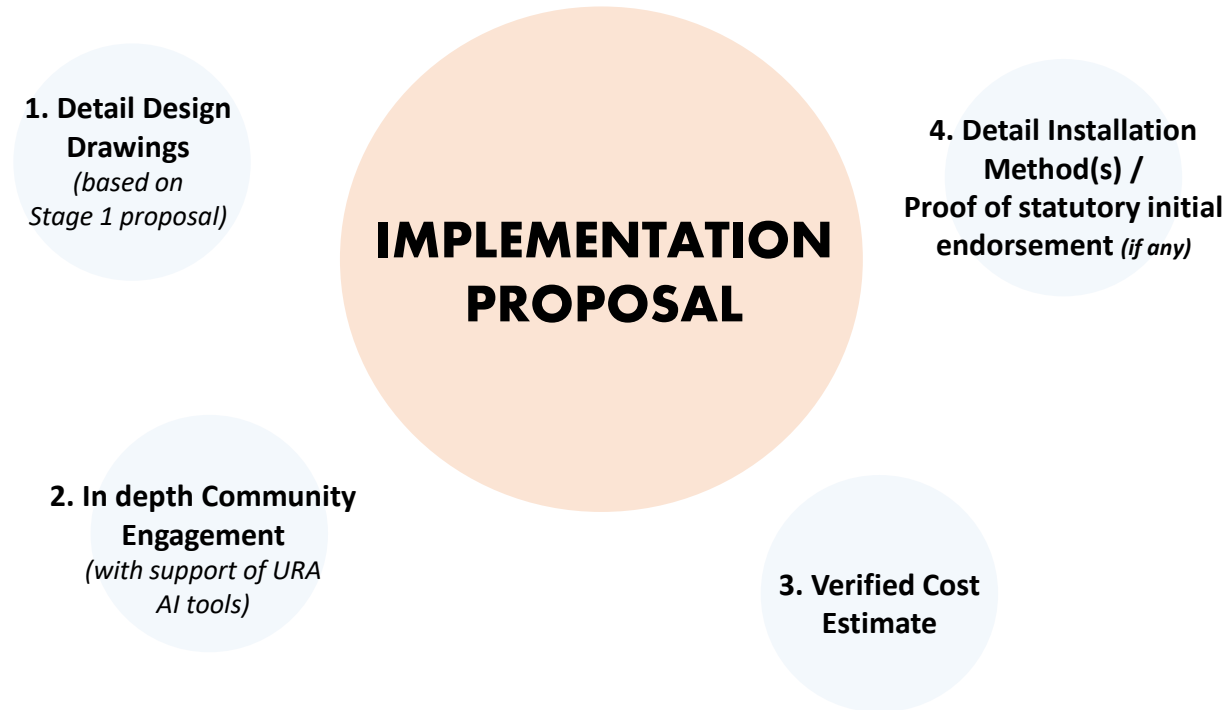 1. Detail Design
Drawings
(based on
Stage 1 proposal)
IMPLEMENTATION
PROPOSAL
4. Detail Installation
Method(s) /
Proof of statutory initial
endorsement (if any)
2. In depth Community
Engagement
(with support of URA
AI tools)
3. Verified Cost
Estimate